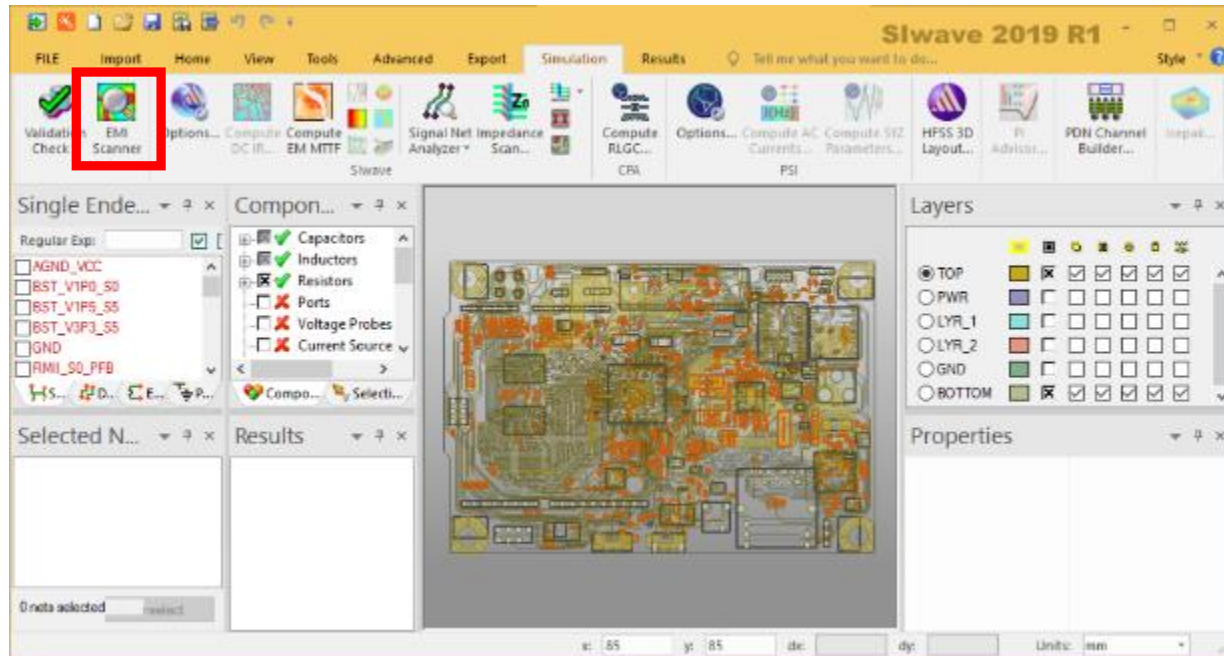 SIwave 2019 R1
FILE Import Home View Tools Advanced Export Simulation Results Tell me what you want to do... Style
Validation Check
EMI Scanner
Options...
Compute DC IR...
Compute EM MTTF
Signal Net Analyzer
Impedance Scan...
Compute RLGC...
Options...
Compute AC Currents...
Compute SYZ Parameters...
HFSS 3D Layout...
PI Advisor...
PDN Channel Builder...
Icepak...
SIwave
CPA
PSI
Single Ende...
Regular Exp:
AGND_VCC
BST_V1P0_S0
BST_V1P5_S5
BST_V3P3_S5
GND
RMII_S0_PFB
S... D... E... P...
Compon...
Capacitors
Inductors
Resistors
Ports
Voltage Probes
Current Source
Compo... Selecti...
Layers
TOP
PWR
LYR_1
LYR_2
GND
BOTTOM
Selected N...
0 nets selected
Results
Properties
x: 85 y: 85 dx: dy: Units: mm